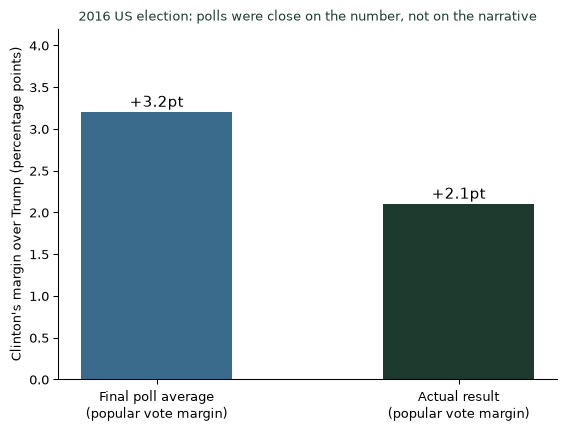 2016 US election: polls were close on the number, not on the narrative
Clinton's margin over Trump (percentage points)
4.0
3.5
3.0
2.5
2.0
1.5
1.0
0.5
0.0
+3.2pt
+2.1pt
Final poll average
(popular vote margin)
Actual result
(popular vote margin)